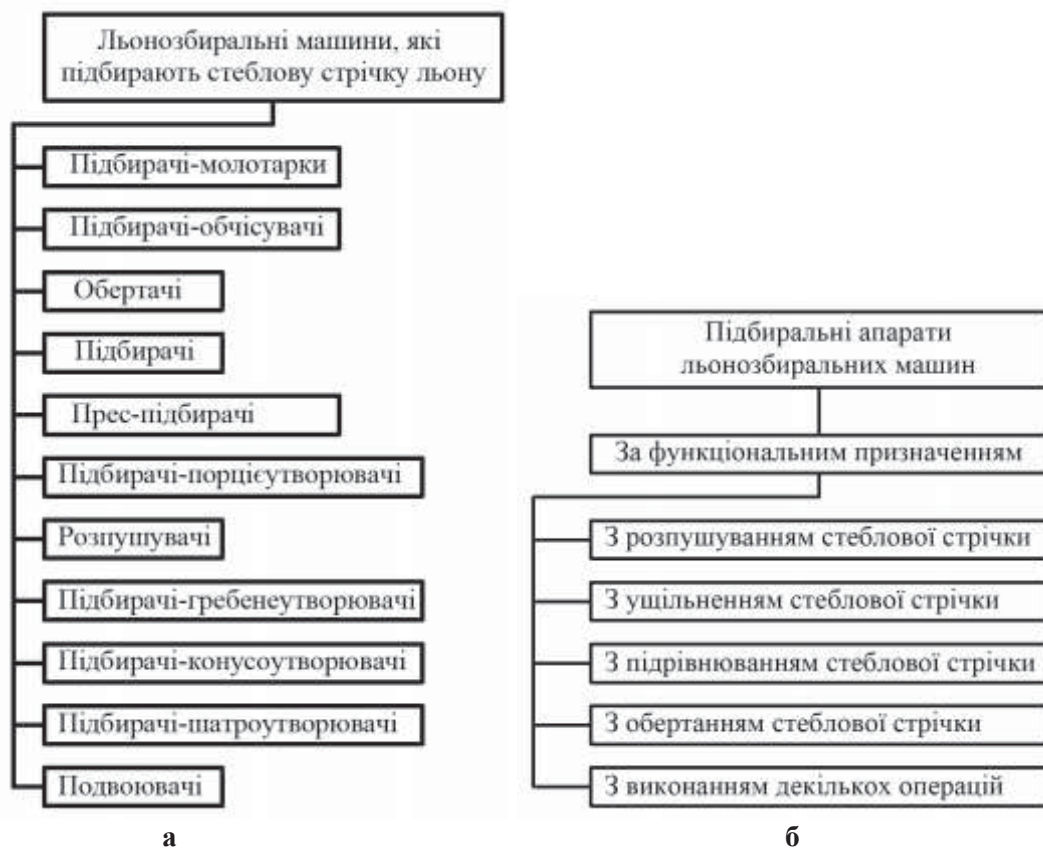 Льонозбиральні машини, які
підбирають стеблову стрічку льону
Підбирачі-молотарки
Підбирачі-обчісувачі
Обертачі
Підбирачі
Прес-підбирачі
Підбирачі-порцієутворювачі
Розпушувачі
Підбирачі-гребенеутворювачі
Підбирачі-конусоутворювачі
Підбирачі-шатроутворювачі
Подвоювачі
а
Підбиральні апарати
льонозбиральних машин
За функціональним призначенням
З розпушуванням стеблової стрічки
З ущільненням стеблової стрічки
З підрівнюванням стеблової стрічки
З обертанням стеблової стрічки
З виконанням декількох операцій
б